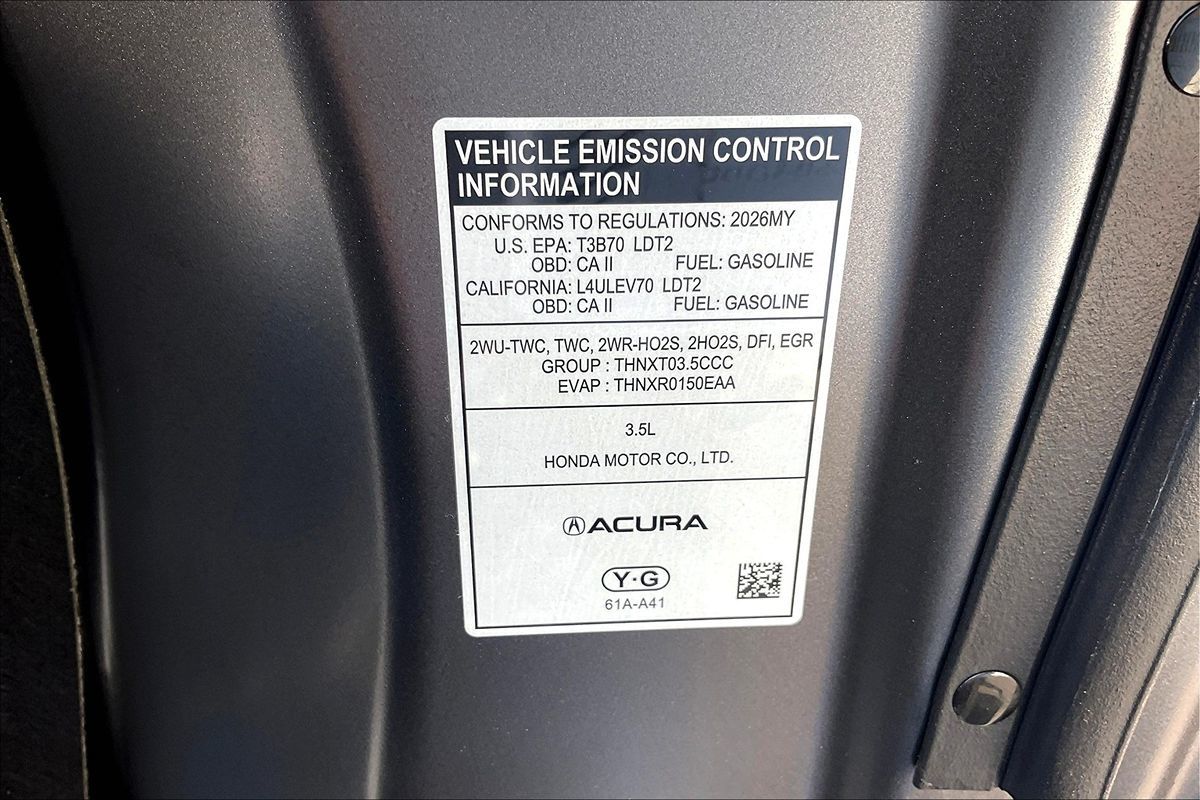 VEHICLE EMISSION CONTROL
INFORMATION
CONFORMS TO REGULATIONS: 2026MY
U.S. EPA: T3B70 LDT2
OBD: CA II FUEL: GASOLINE
CALIFORNIA: L4ULEV70 LDT2
OBD: CA II FUEL: GASOLINE
2WU-TWC, TWC, 2WR-HO2S, 2HO2S, DFI, EGR
GROUP : THNXT03.5CCC
EVAP : THNXR0150EAA
3.5L
HONDA MOTOR CO., LTD.
ACURA
Y·G
61A-A41